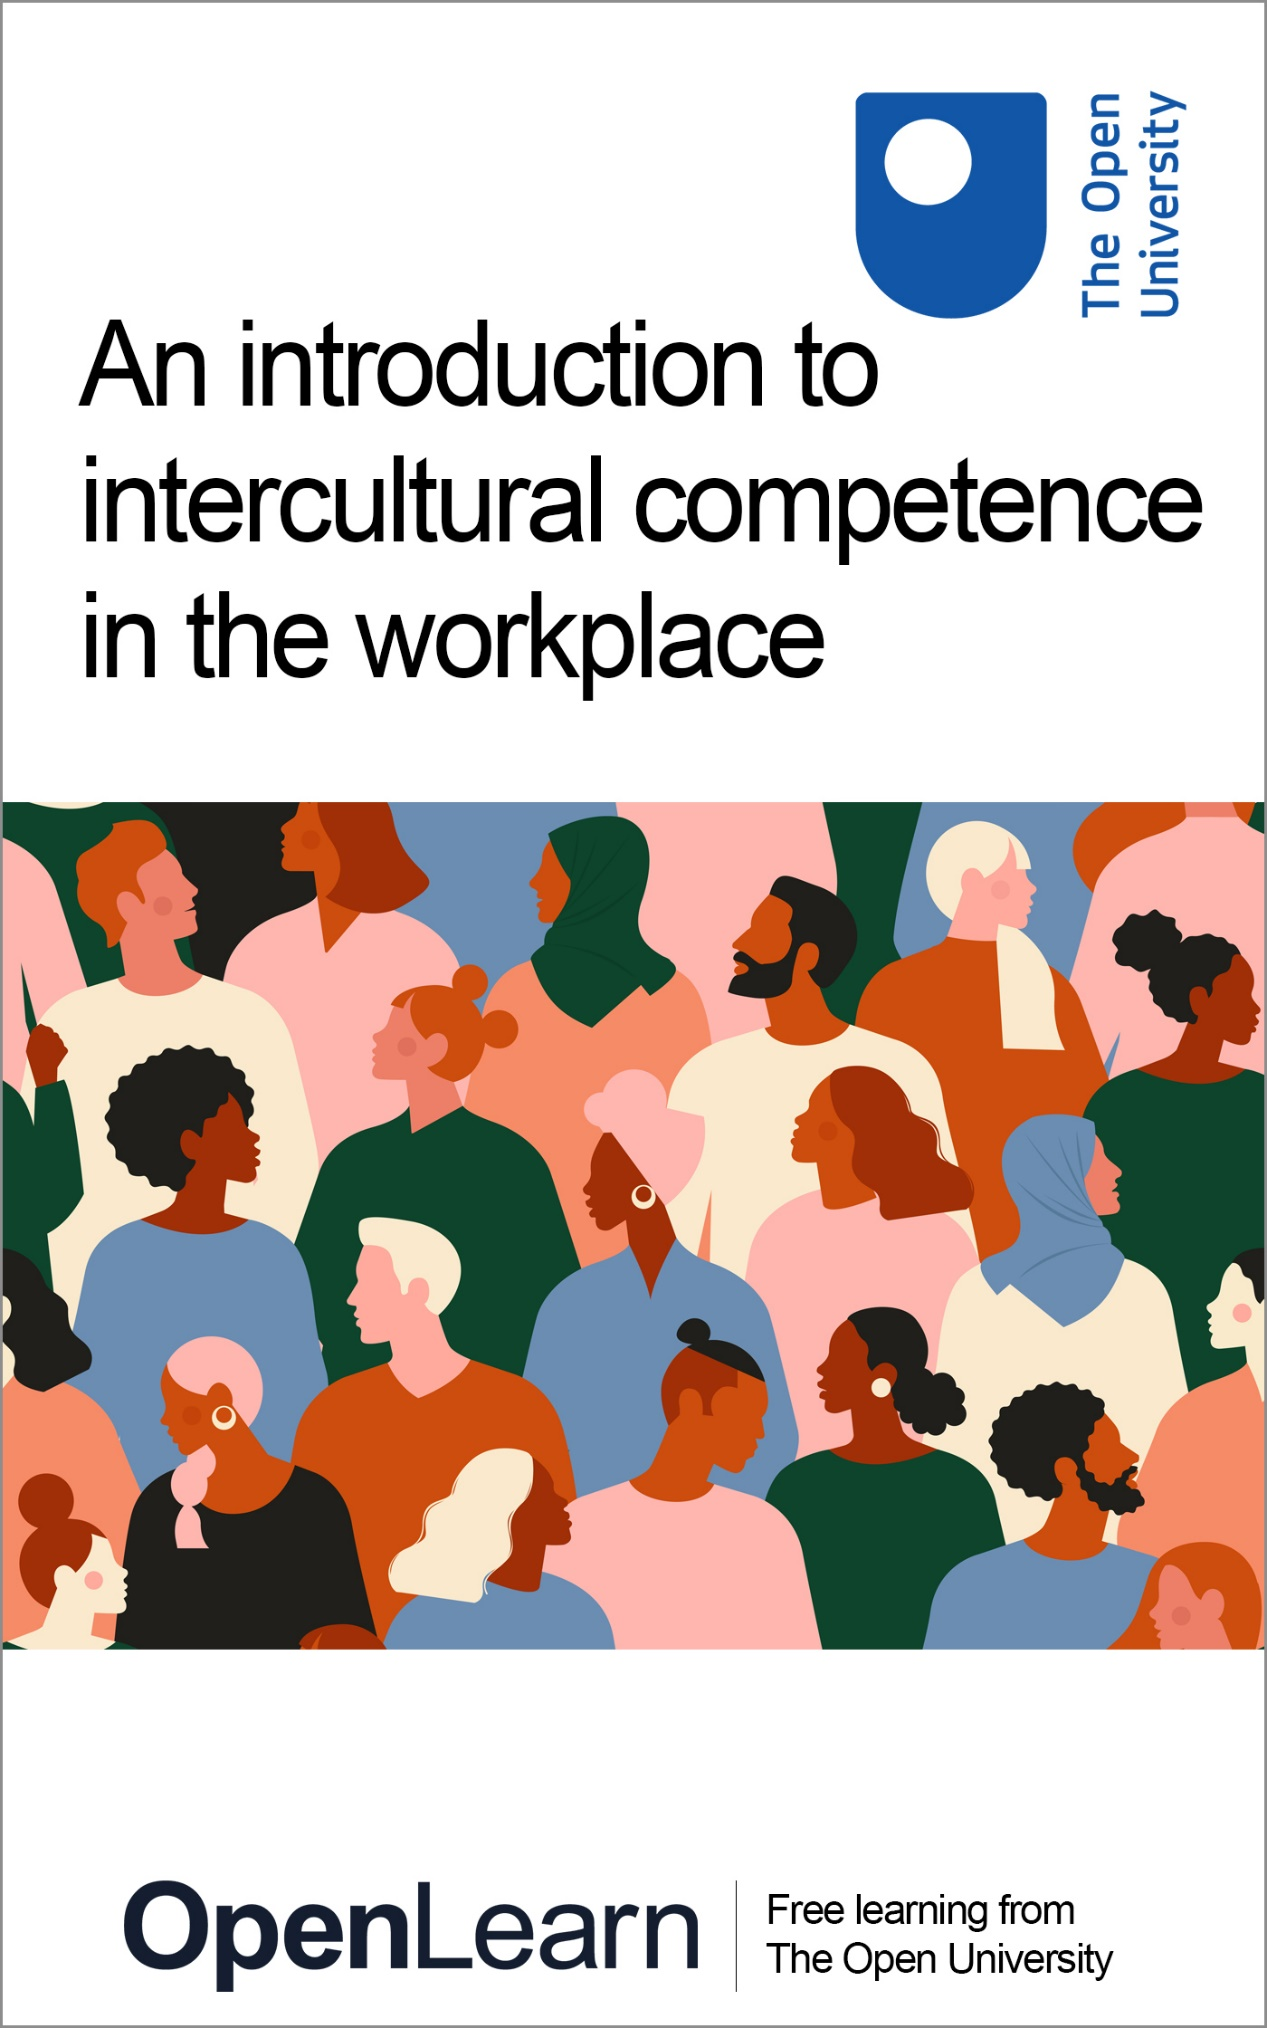 The Open
University
An introduction to
intercultural competence
in the workplace
OpenLearn
Free learning from
The Open University